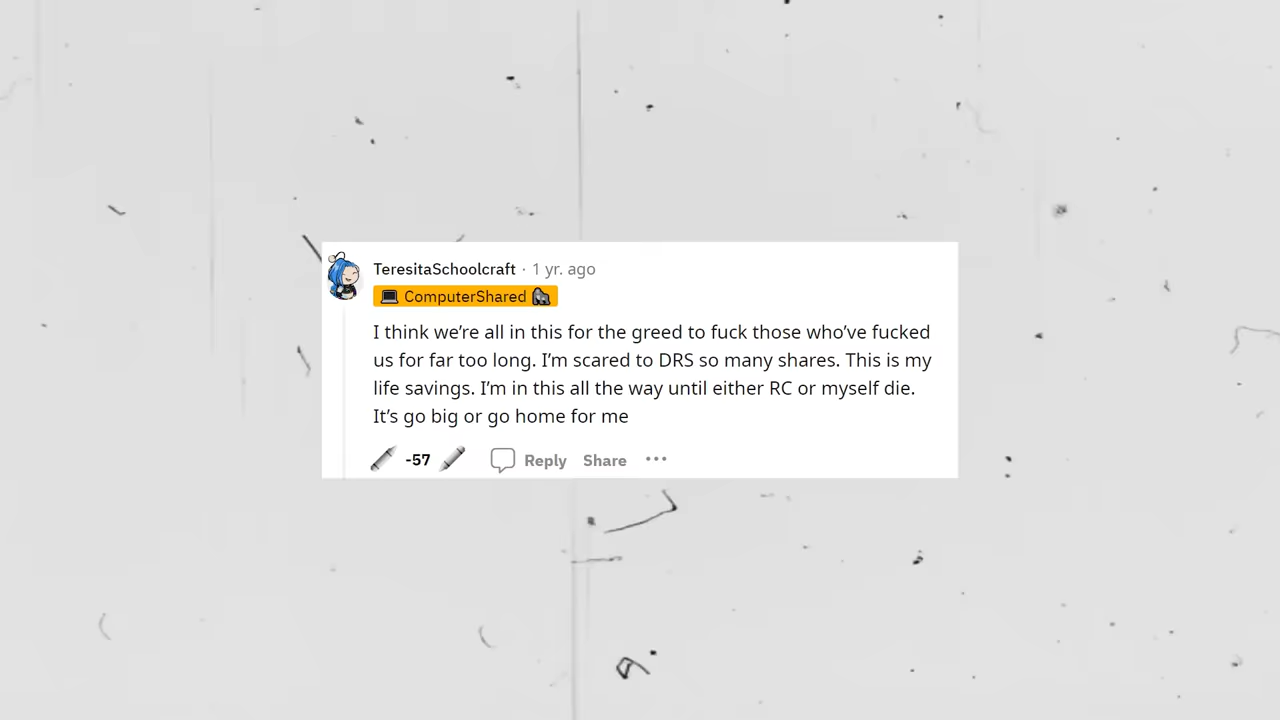 TeresitaSchoolcraft · 1 yr. ago
💻 ComputerShared 🦍
I think we’re all in this for the greed to fuck those who’ve fucked
us for far too long. I’m scared to DRS so many shares. This is my
life savings. I’m in this all the way until either RC or myself die.
It’s go big or go home for me
-57 Reply Share ···